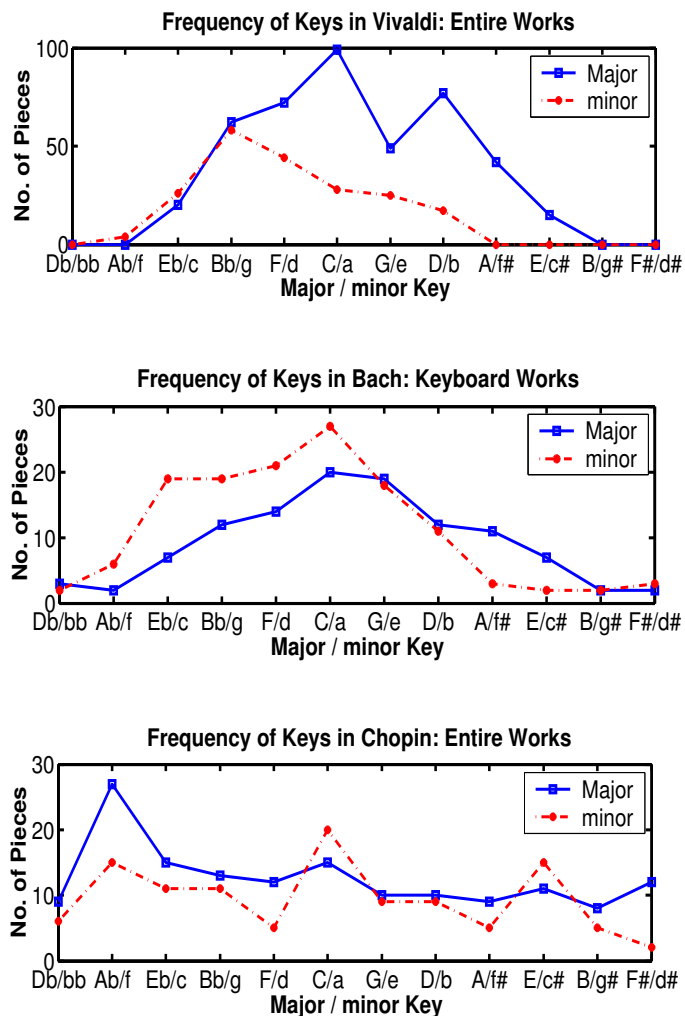 Frequency of Keys in Vivaldi: Entire Works
100
Major
minor
No. of Pieces
50
0
Db/bb Ab/f Eb/c Bb/g F/d C/a G/e D/b A/f# E/c# B/g# F#/d#
Major / minor Key
Frequency of Keys in Bach: Keyboard Works
30
Major
minor
No. of Pieces
20
10
0
Db/bb Ab/f Eb/c Bb/g F/d C/a G/e D/b A/f# E/c# B/g# F#/d#
Major / minor Key
Frequency of Keys in Chopin: Entire Works
30
Major
minor
No. of Pieces
20
10
0
Db/bb Ab/f Eb/c Bb/g F/d C/a G/e D/b A/f# E/c# B/g# F#/d#
Major / minor Key